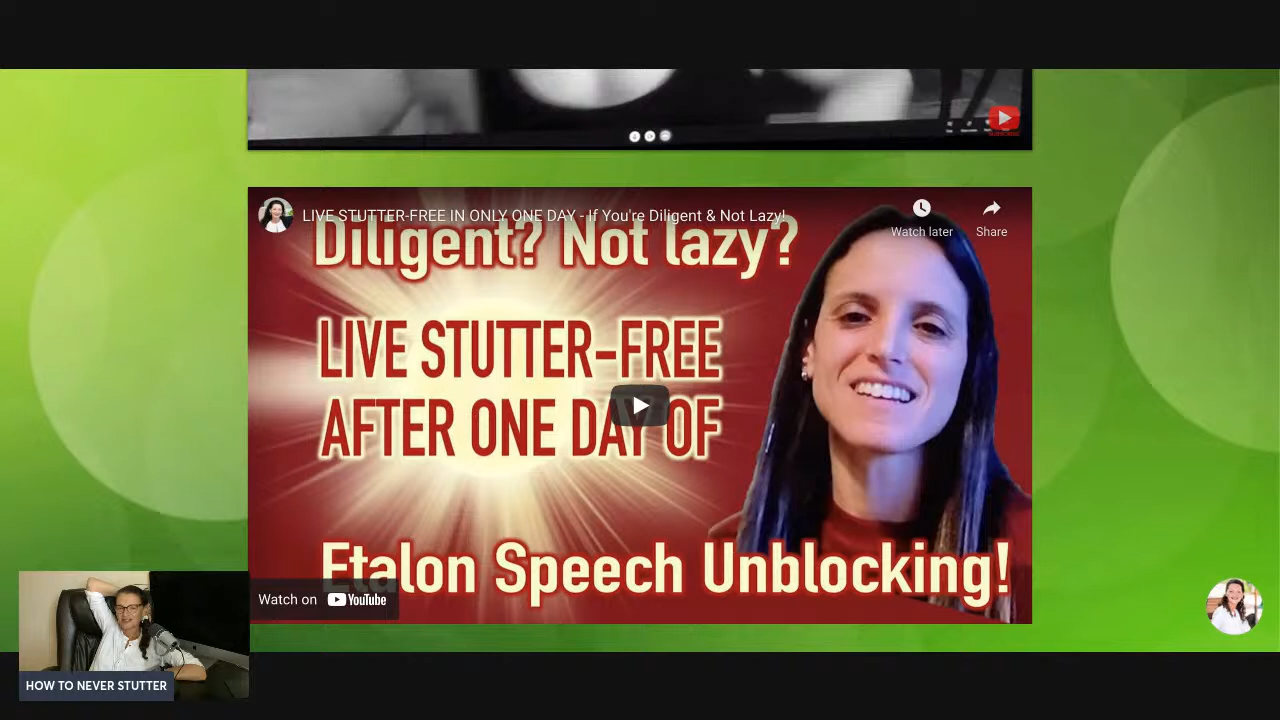 LIVE STUTTER-FREE IN ONLY ONE DAY - If You're Diligent & Not Lazy!
Watch later
Share
Diligent? Not lazy?
LIVE STUTTER-FREE
AFTER ONE DAY OF
Etalon Speech Unblocking!
Watch on YouTube
HOW TO NEVER STUTTER